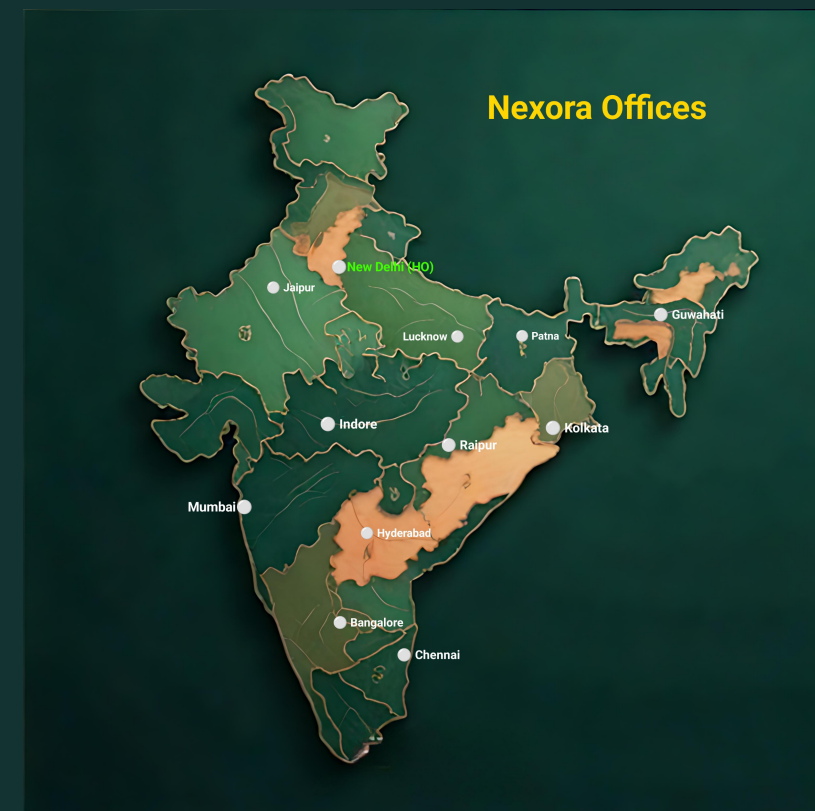 Nexora Offices
New Delhi (HO)
Jaipur
Guwahati
Lucknow
Patna
Indore
Kolkata
Raipur
Mumbai
Hyderabad
Bangalore
Chennai